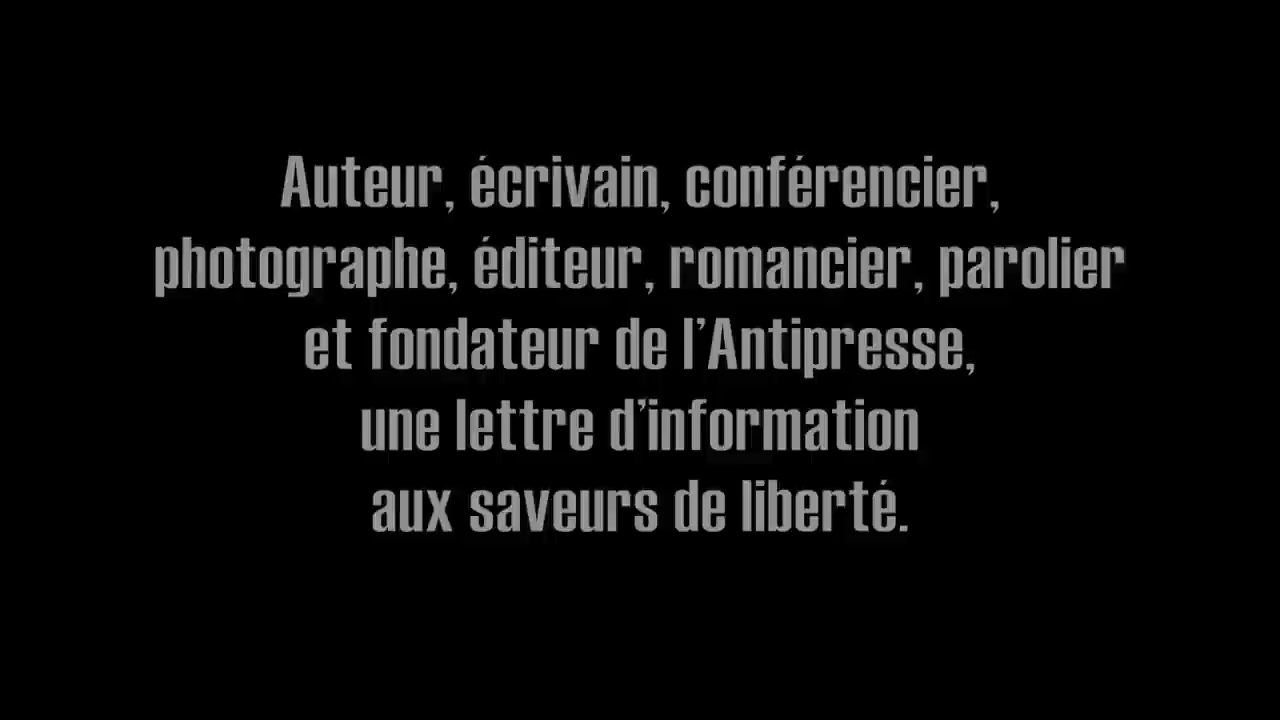 Auteur, écrivain, conférencier,
photographe, éditeur, romancier, parolier
et fondateur de l’Antipresse,
une lettre d’information
aux saveurs de liberté.